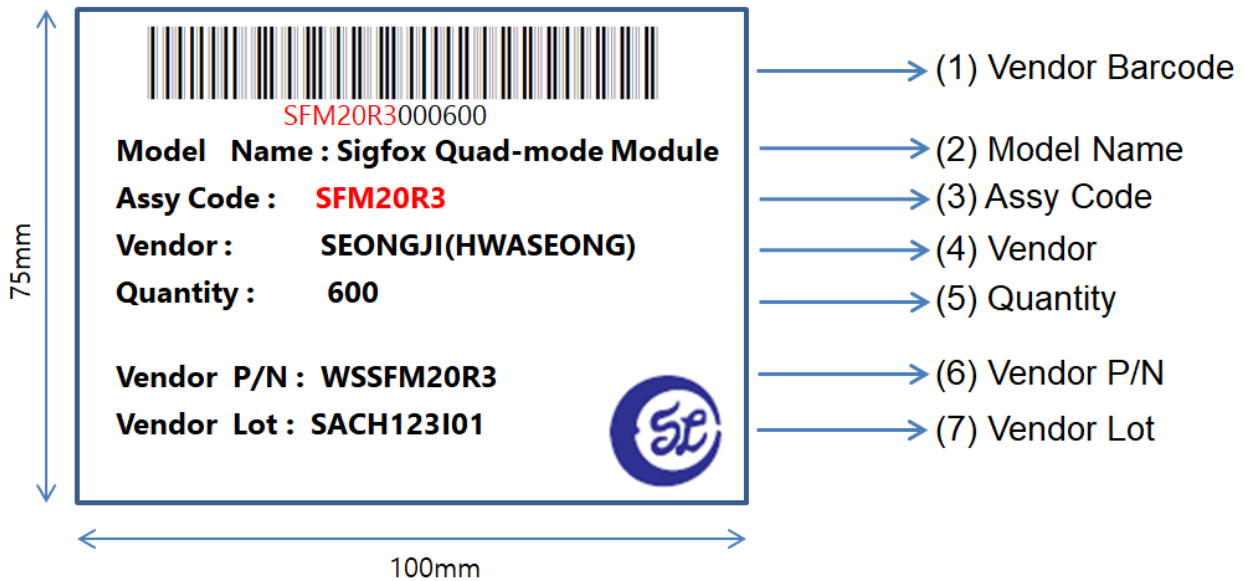 SFM20R3000600
(1) Vendor Barcode
Model Name : Sigfox Quad-mode Module
(2) Model Name
Assy Code : SFM20R3
(3) Assy Code
Vendor : SEONGJI(HWASEONG)
(4) Vendor
Quantity : 600
(5) Quantity
Vendor P/N : WSSFM20R3
(6) Vendor P/N
Vendor Lot : SACH123I01
(7) Vendor Lot
75mm
100mm